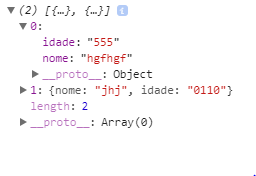 ▼ (2) [{…}, {…}] i
▼ 0:
idade: "555"
nome: "hgfhgf"
▶ __proto__: Object
▶ 1: {nome: "jhj", idade: "0110"}
length: 2
▶ __proto__: Array(0)